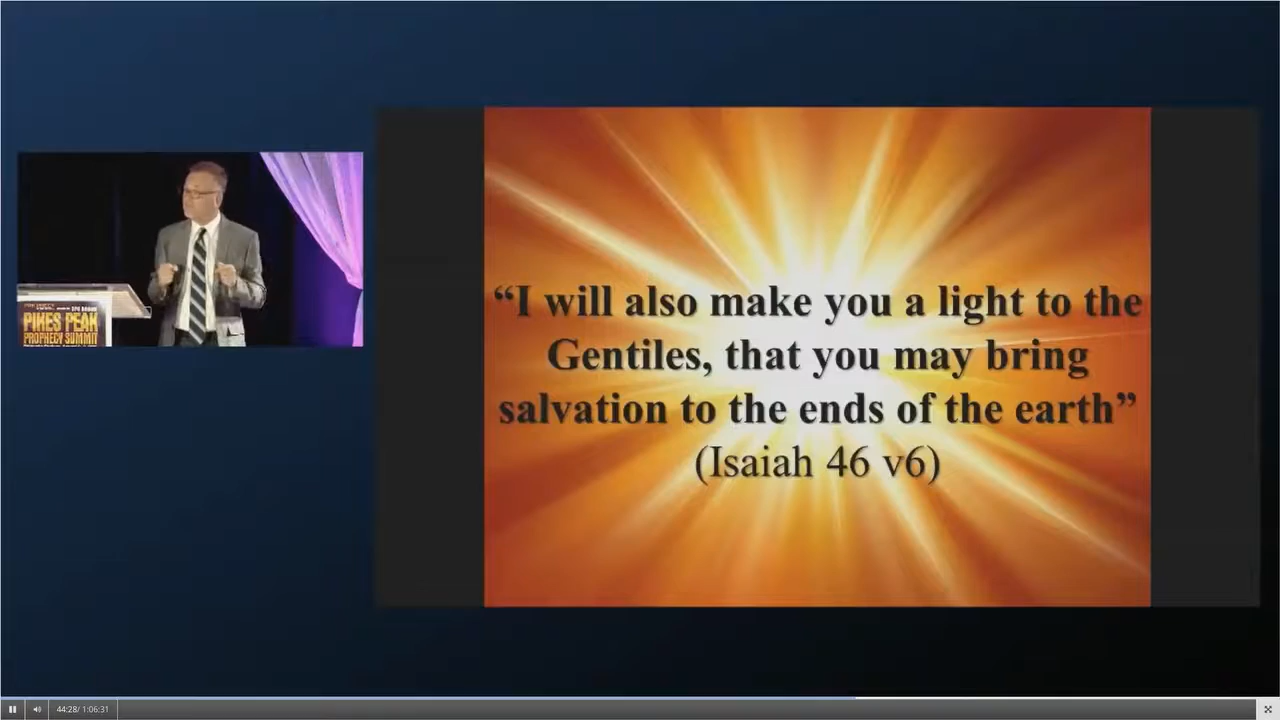 PIKES PEAK
PROPHECY SUMMIT
“I will also make you a light to the
Gentiles, that you may bring
salvation to the ends of the earth”
(Isaiah 46 v6)
44:28/ 1:06:31